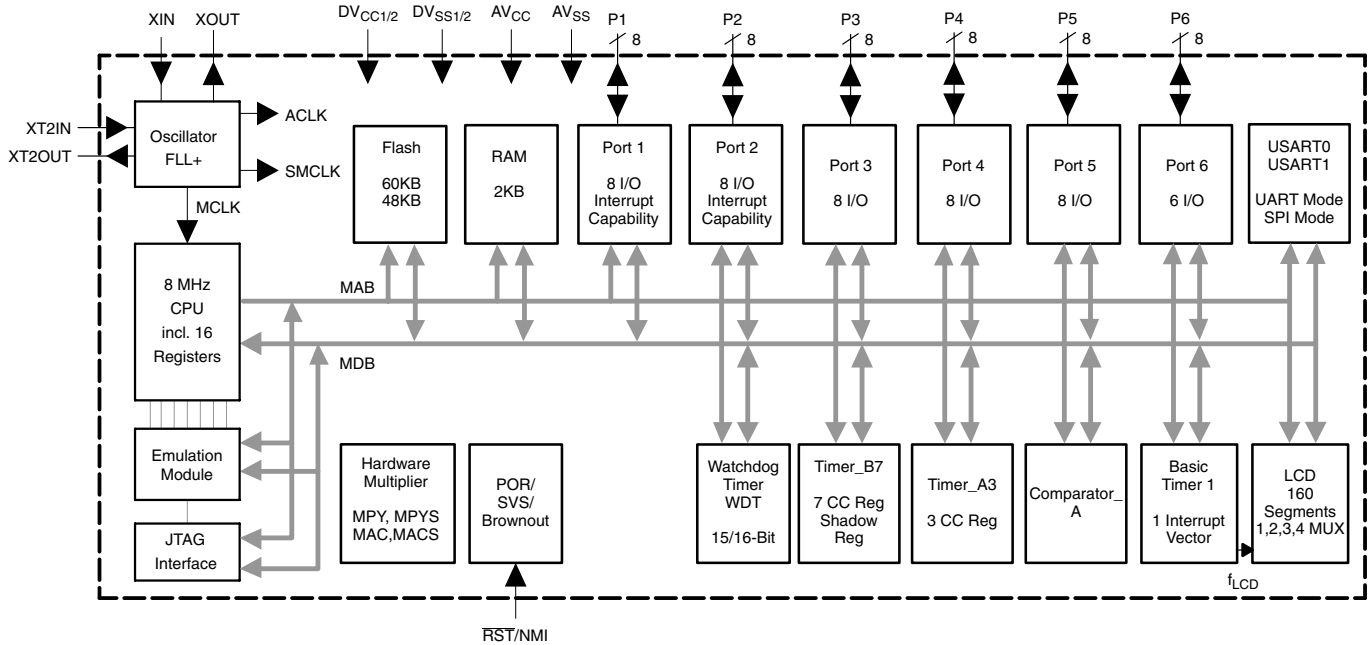 XIN XOUT DVCC1/2 DVSS1/2 AVCC AVSS P1 P2 P3 P4 P5 P6
8 8 8 8 8 8
XT2IN
XT2OUT
Oscillator
FLL+
ACLK
SMCLK
MCLK
Flash
60KB
48KB
RAM
2KB
Port 1
8 I/O
Interrupt
Capability
Port 2
8 I/O
Interrupt
Capability
Port 3
8 I/O
Port 4
8 I/O
Port 5
8 I/O
Port 6
6 I/O
USART0
USART1
UART Mode
SPI Mode
8 MHz
CPU
incl. 16
Registers
MAB
MDB
Emulation
Module
JTAG
Interface
Hardware
Multiplier
MPY, MPYS
MAC,MACS
POR/
SVS/
Brownout
Watchdog
Timer
WDT
15/16-Bit
Timer_B7
7 CC Reg
Shadow
Reg
Timer_A3
3 CC Reg
Comparator_
A
Basic
Timer 1
1 Interrupt
Vector
LCD
160
Segments
1,2,3,4 MUX
fLCD
RST/NMI